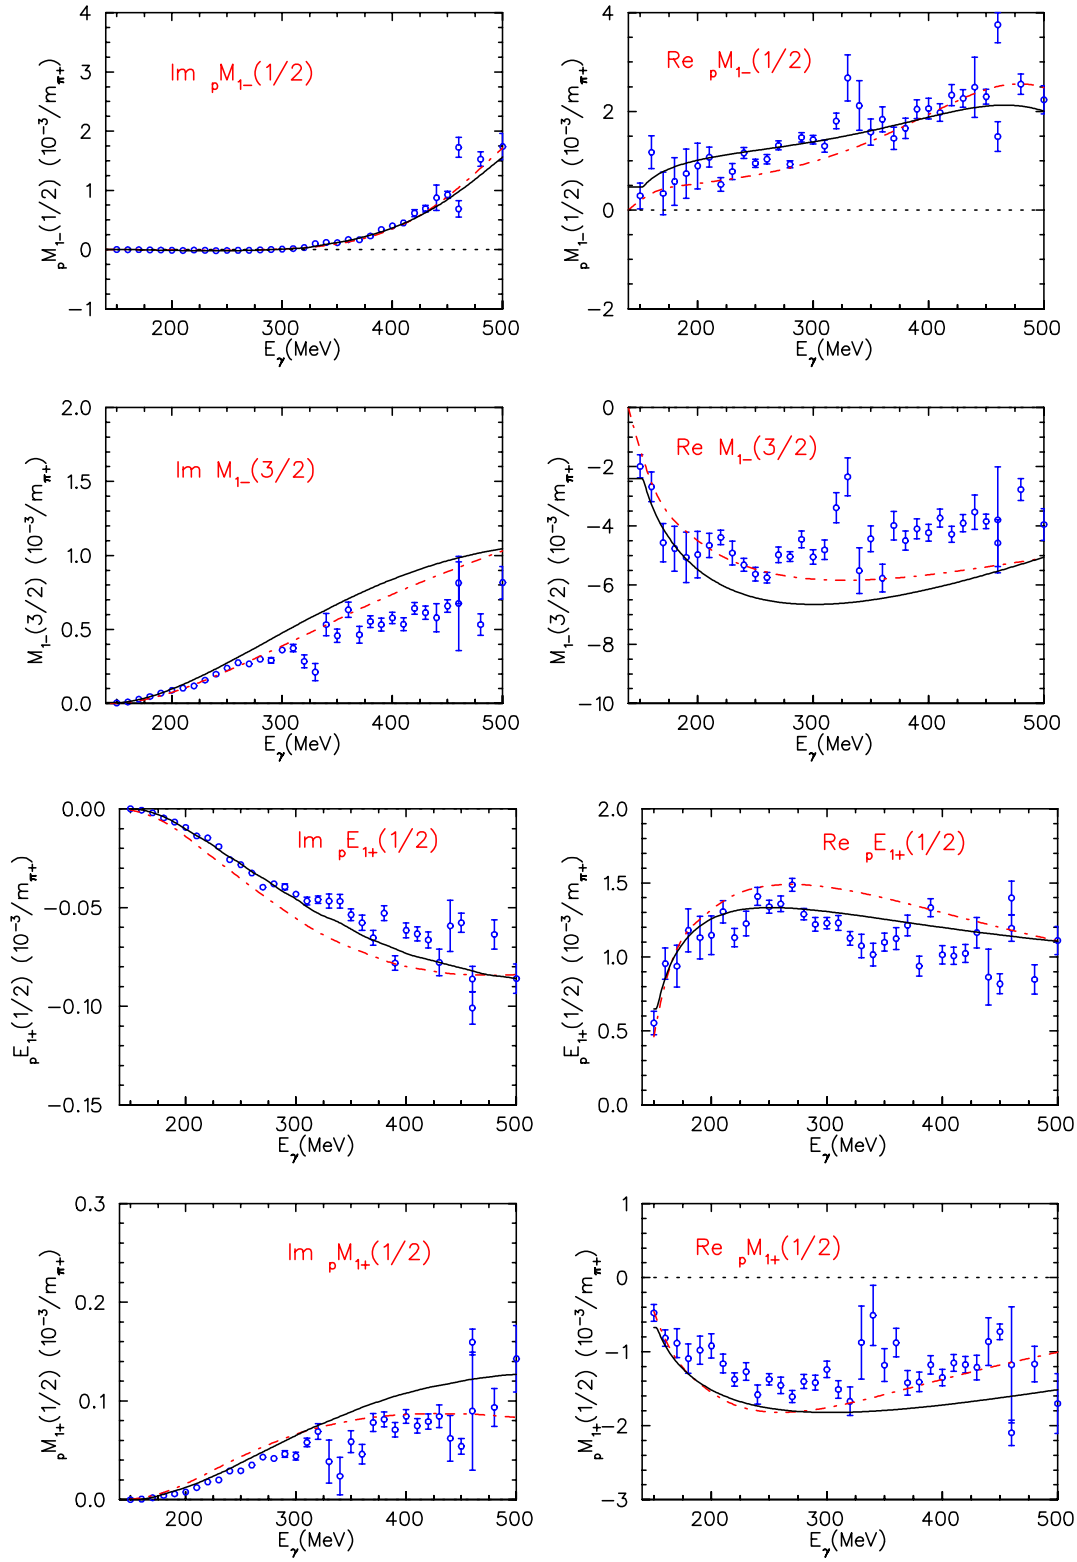 4
3
2
1
0
−1
200 300 400 500
Eγ(MeV)
pM1−(1/2) (10−3/mπ+)
Im pM1−(1/2)
4
2
0
−2
200 300 400 500
Eγ(MeV)
pM1−(1/2) (10−3/mπ+)
Re pM1−(1/2)
2.0
1.5
1.0
0.5
0.0
200 300 400 500
Eγ(MeV)
M1−(3/2) (10−3/mπ+)
Im M1−(3/2)
0
−2
−4
−6
−8
−10
200 300 400 500
Eγ(MeV)
M1−(3/2) (10−3/mπ+)
Re M1−(3/2)
0.00
−0.05
−0.10
−0.15
200 300 400 500
Eγ(MeV)
pE1+(1/2) (10−3/mπ+)
Im pE1+(1/2)
2.0
1.5
1.0
0.5
0.0
200 300 400 500
Eγ(MeV)
pE1+(1/2) (10−3/mπ+)
Re pE1+(1/2)
0.3
0.2
0.1
0.0
200 300 400 500
Eγ(MeV)
pM1+(1/2) (10−3/mπ+)
Im pM1+(1/2)
1
0
−1
−2
−3
200 300 400 500
Eγ(MeV)
pM1+(1/2) (10−3/mπ+)
Re pM1+(1/2)